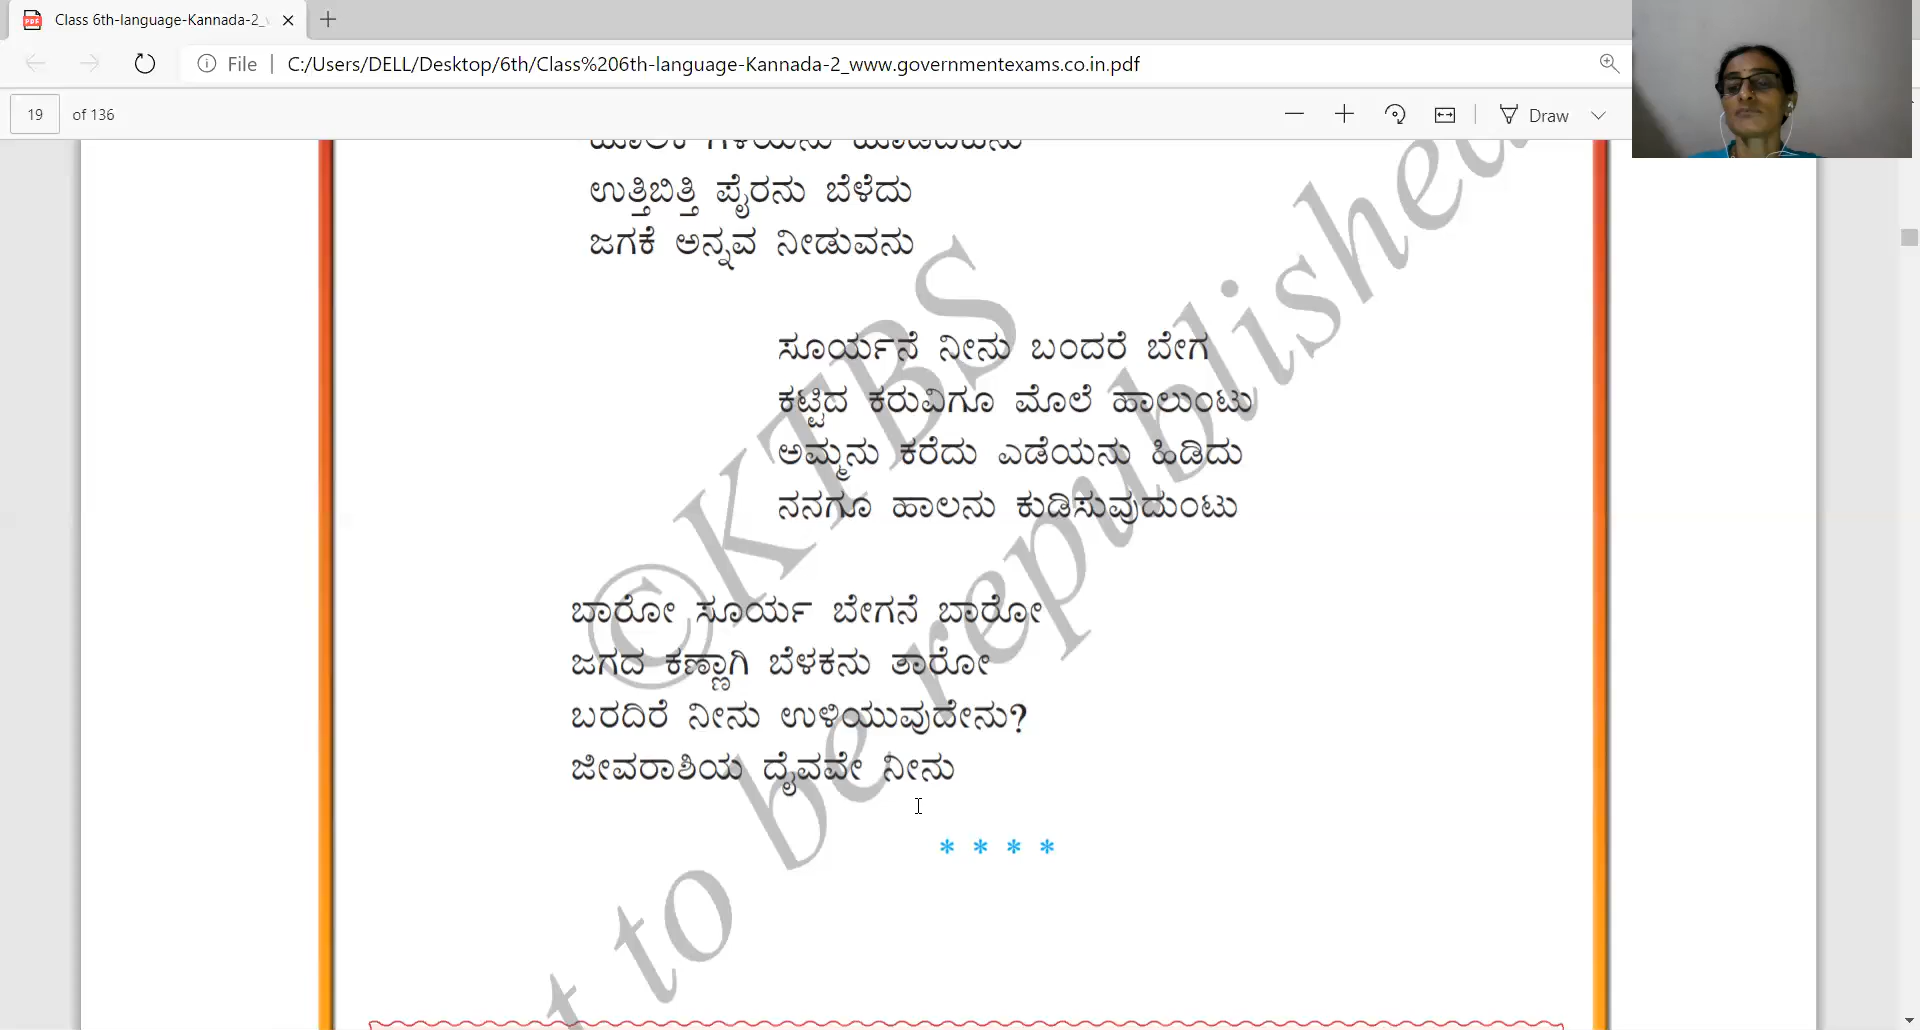 Class 6th-language-Kannada-2_
File
C:/Users/DELL/Desktop/6th/Class%206th-language-Kannada-2_www.governmentexams.co.in.pdf
19 of 136
Draw
ಉತ್ತಿಬಿತ್ತಿ ಪೈರನು ಬೆಳೆದು
ಜಗಕೆ ಅನ್ನವ ನೀಡುವನು
ಸೂರ್ಯನೆ ನೀನು ಬಂದರೆ ಬೇಗ
ಕಟ್ಟಿದ ಕರುವಿಗೂ ಮೊಲೆ ಹಾಲುಂಟು
ಅಮ್ಮನು ಕರೆದು ಎಡೆಯನು ಹಿಡಿದು
ನನಗೂ ಹಾಲನು ಕುಡಿಸುವುದುಂಟು
ಬಾರೋ ಸೂರ್ಯ ಬೇಗನೆ ಬಾರೋ
ಜಗದ ಕಣ್ಣಾಗಿ ಬೆಳಕನು ತಾರೋ
ಬರದಿರೆ ನೀನು ಉಳಿಯುವುದೇನು?
ಜೀವರಾಶಿಯ ದೈವವೇ ನೀನು
* * * *
©KTBS
to be republished